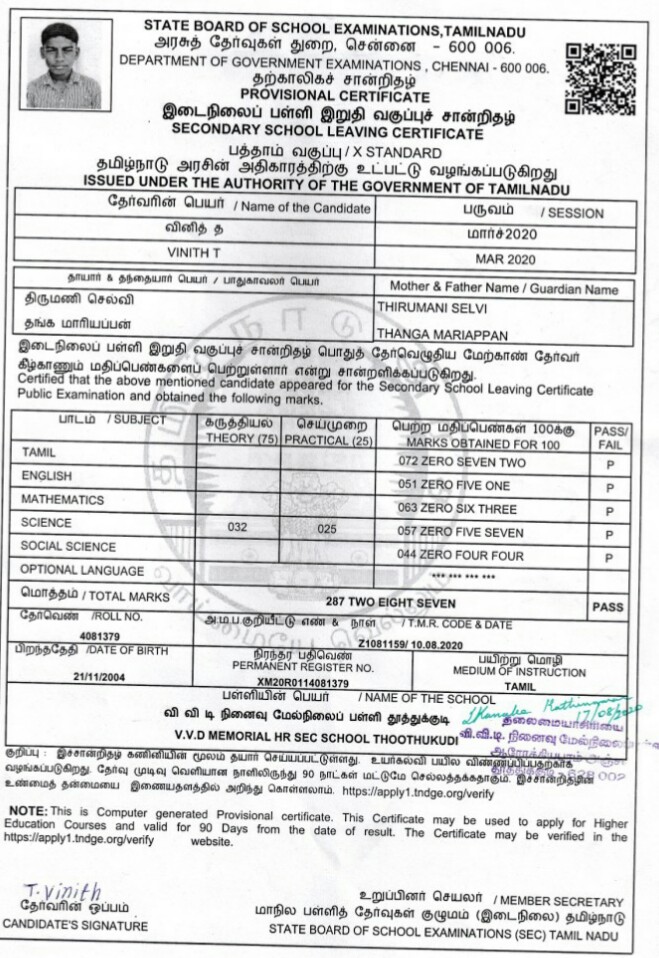 STATE BOARD OF SCHOOL EXAMINATIONS,TAMILNADU
அரசுத் தேர்வுகள் துறை, சென்னை - 600 006.
DEPARTMENT OF GOVERNMENT EXAMINATIONS , CHENNAI - 600 006.
தற்காலிகச் சான்றிதழ்
PROVISIONAL CERTIFICATE
இடைநிலைப் பள்ளி இறுதி வகுப்புச் சான்றிதழ்
SECONDARY SCHOOL LEAVING CERTIFICATE
பத்தாம் வகுப்பு / X STANDARD
தமிழ்நாடு அரசின் அதிகாரத்திற்கு உட்பட்டு வழங்கப்படுகிறது
ISSUED UNDER THE AUTHORITY OF THE GOVERNMENT OF TAMILNADU
தேர்வரின் பெயர் / Name of the Candidate பருவம் / SESSION
வினித் த மார்ச்2020
VINITH T MAR 2020
தாயார் & தந்தையார் பெயர் / பாதுகாவலர் பெயர் Mother & Father Name / Guardian Name
திருமணி செல்வி THIRUMANI SELVI
தங்க மாரியப்பன் THANGA MARIAPPAN
இடைநிலைப் பள்ளி இறுதி வகுப்புச் சான்றிதழ் பொதுத் தேர்வெழுதிய மேற்காண் தேர்வர்
கீழ்காணும் மதிப்பெண்களைப் பெற்றுள்ளார் என்று சான்றளிக்கப்படுகிறது.
Certified that the above mentioned candidate appeared for the Secondary School Leaving Certificate
Public Examination and obtained the following marks.
பாடம் / SUBJECT கருத்தியல் செய்முறை பெற்ற மதிப்பெண்கள் 100க்கு PASS/
THEORY (75) PRACTICAL (25) MARKS OBTAINED FOR 100 FAIL
TAMIL 072 ZERO SEVEN TWO P
ENGLISH 051 ZERO FIVE ONE P
MATHEMATICS 063 ZERO SIX THREE P
SCIENCE 032 025 057 ZERO FIVE SEVEN P
SOCIAL SCIENCE 044 ZERO FOUR FOUR P
OPTIONAL LANGUAGE *** *** *** ***
மொத்தம் / TOTAL MARKS 287 TWO EIGHT SEVEN PASS
தேர்வெண் /ROLL NO. அ.ம.ப.குறியீட்டு எண் & நாள் / T.M.R. CODE & DATE
4081379 Z1081159/ 10.08.2020
பிறந்ததேதி /DATE OF BIRTH நிரந்தர பதிவெண் பயிற்று மொழி
PERMANENT REGISTER NO. MEDIUM OF INSTRUCTION
21/11/2004 XM20R0114081379 TAMIL
பள்ளியின் பெயர் / NAME OF THE SCHOOL
வி வி டி நினைவு மேல்நிலைப் பள்ளி தூத்துக்குடி
தலைமையாசிரியை
V.V.D MEMORIAL HR SEC SCHOOL THOOTHUKUDI
வி.வி.டி. நினைவு மேல்நிலைப்
குறிப்பு : இச்சான்றிதழ் கணினியின் மூலம் தயார் செய்யப்பட்டுள்ளது. உயர்கல்வி பயில விண்ணப்பிப்பதற்காக
வழங்கப்படுகிறது. தேர்வு முடிவு வெளியான நாளிலிருந்து 90 நாட்கள் மட்டுமே செல்லத்தக்கதாகும். இச்சான்றிதழின்
உண்மைத் தன்மையை இணையதளத்தில் அறிந்து கொள்ளலாம். https://apply1.tndge.org/verify
NOTE: This is Computer generated Provisional certificate. This Certificate may be used to apply for Higher
Education Courses and valid for 90 Days from the date of result. The Certificate may be verified in the
https://apply1.tndge.org/verify website.
T. Vinith
தேர்வரின் ஒப்பம்
CANDIDATE'S SIGNATURE
உறுப்பினர் செயலர் / MEMBER SECRETARY
மாநில பள்ளித் தேர்வுகள் குழுமம் (இடைநிலை) தமிழ்நாடு
STATE BOARD OF SCHOOL EXAMINATIONS (SEC) TAMIL NADU